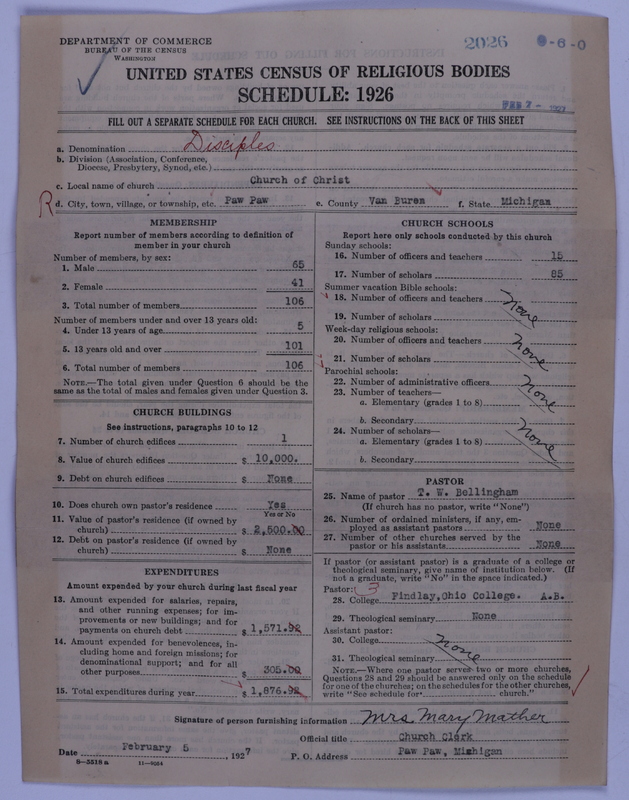 DEPARTMENT OF COMMERCE
BUREAU OF THE CENSUS
WASHINGTON
2026 9-6-0
UNITED STATES CENSUS OF RELIGIOUS BODIES
SCHEDULE: 1926
FEB 7 - 1927
FILL OUT A SEPARATE SCHEDULE FOR EACH CHURCH. SEE INSTRUCTIONS ON THE BACK OF THIS SHEET
a. Denomination Disciples
b. Division (Association, Conference, Diocese, Presbytery, Synod, etc.)
c. Local name of church Church of Christ
R d. City, town, village, or township, etc. Paw Paw e. County Van Buren f. State Michigan
MEMBERSHIP
Report number of members according to definition of
member in your church
Number of members, by sex:
1. Male 65
2. Female 41
3. Total number of members 106
Number of members under and over 13 years old:
4. Under 13 years of age 5
5. 13 years old and over 101
6. Total number of members 106
NOTE.—The total given under Question 6 should be the
same as the total of males and females given under Question 3.
CHURCH BUILDINGS
See instructions, paragraphs 10 to 12
7. Number of church edifices 1
8. Value of church edifices $ 10,000.
9. Debt on church edifices $ None
10. Does church own pastor's residence Yes
Yes or No
11. Value of pastor's residence (if owned by
church) $ 2,500.00
12. Debt on pastor's residence (if owned by
church) $ None
EXPENDITURES
Amount expended by your church during last fiscal year
13. Amount expended for salaries, repairs,
and other running expenses; for im-
provements or new buildings; and for
payments on church debt $ 1,571.92
14. Amount expended for benevolences, in-
cluding home and foreign missions; for
denominational support; and for all
other purposes $ 305.00
15. Total expenditures during year $ 1,876.92
CHURCH SCHOOLS
Report here only schools conducted by this church
Sunday schools:
16. Number of officers and teachers 15
17. Number of scholars 85
Summer vacation Bible schools:
18. Number of officers and teachers
None
19. Number of scholars
Week-day religious schools:
20. Number of officers and teachers
None
21. Number of scholars
Parochial schools:
22. Number of administrative officers
None
23. Number of teachers—
a. Elementary (grades 1 to 8)
b. Secondary
24. Number of scholars—
None
a. Elementary (grades 1 to 8)
b. Secondary
PASTOR
25. Name of pastor T. W. Bellingham
(If church has no pastor, write "None")
26. Number of ordained ministers, if any, em-
ployed as assistant pastors None
27. Number of other churches served by the
pastor or his assistants None
If pastor (or assistant pastor) is a graduate of a college or
theological seminary, give name of institution below. (If
not a graduate, write "No" in the space indicated.)
Pastor: 3
28. College Findlay,Ohio College. A.B.
29. Theological seminary None
Assistant pastor:
30. College
None
31. Theological seminary
NOTE.—Where one pastor served two or more churches,
Questions 28 and 29 should be answered only on the schedule
for one of the churches; on the schedules for the other churches,
write "See schedule for church."
Signature of person furnishing information Mrs Mary Mather
Official title Church Clerk
Date February 5, 1927 P. O. Address Paw Paw, Michigan
8-3518a 11-9064